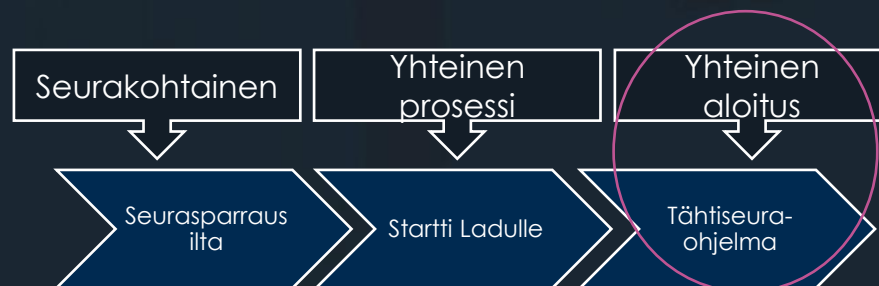 Seurakohtainen
Yhteinen
prosessi
Yhteinen
aloitus
Seurasparraus
ilta
Startti Ladulle
Tähtiseura-
ohjelma